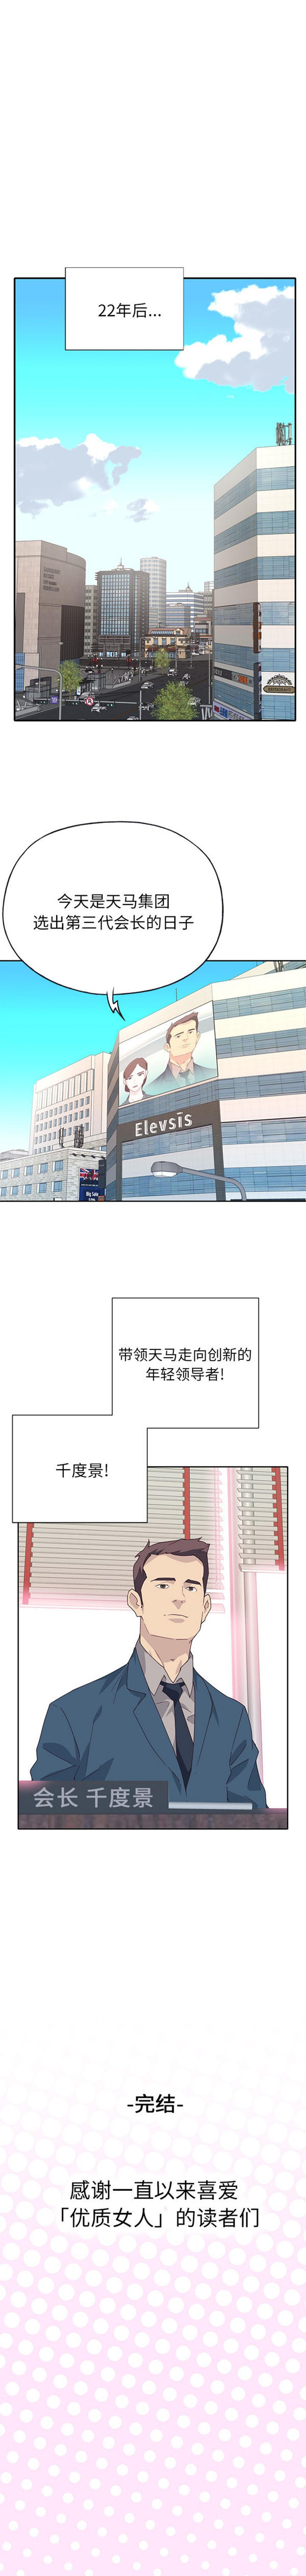 22年后...
今天是天马集团
选出第三代会长的日子
Elevsis
Big Sale
带领天马走向创新的
年轻领导者!
千度景!
会长 千度景
-完结-
感谢一直以来喜爱
「优质女人」的读者们